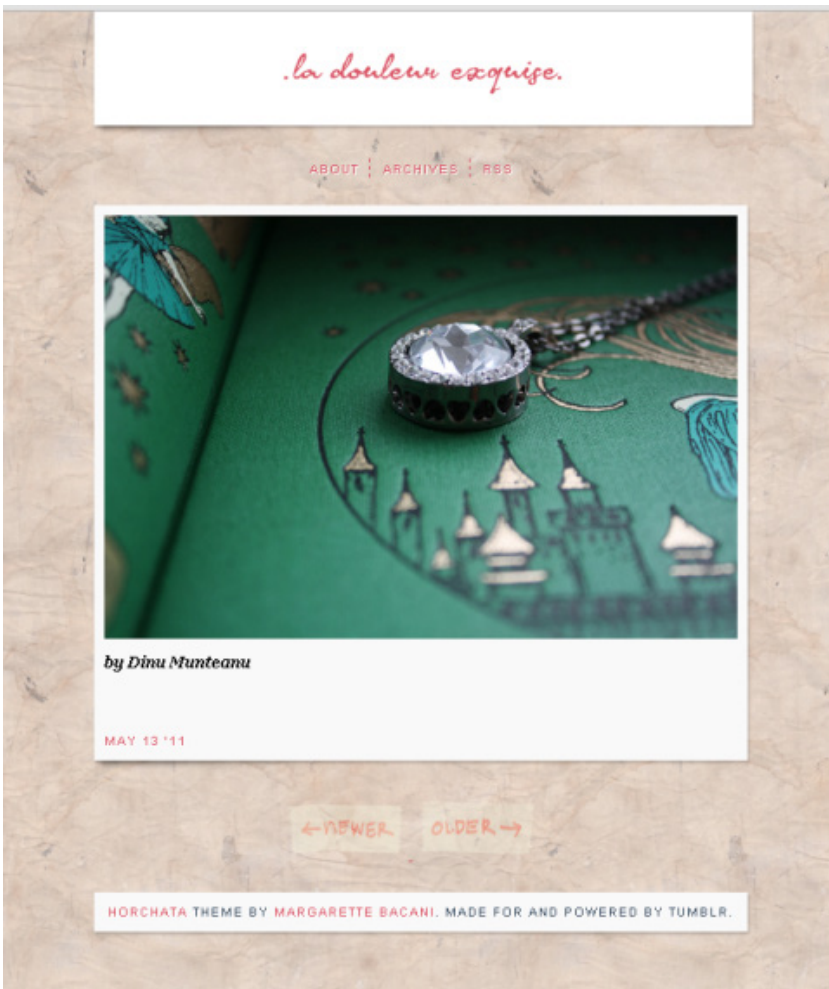 .la douleur exquise.
ABOUT ¦ ARCHIVES ¦ RSS
by Dinu Munteanu
MAY 13 '11
←NEWER OLDER→
HORCHATA THEME BY MARGARETTE BACANI. MADE FOR AND POWERED BY TUMBLR.